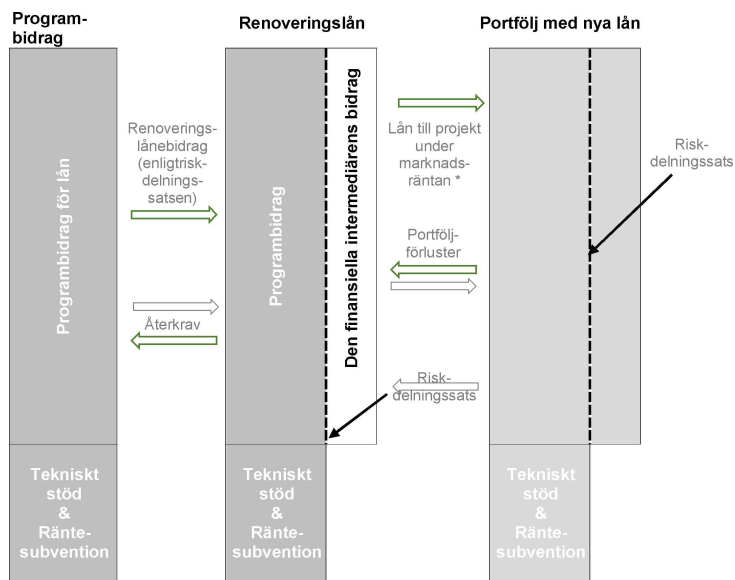 Program-
bidrag
Renoveringslån
Portfölj med nya lån
Programbidrag för lån
Renoverings-
lånebidrag
(enligtrisk-
delnings-
satsen)
Återkrav
Programbidrag
Den finansiella intermediärens bidrag
Lån till projekt
under
marknads-
räntan *
Portfölj-
förluster
Risk-
delningssats
Risk-
delningssats
Tekniskt
stöd
&
Ränte-
subvention
Tekniskt
stöd
&
Ränte-
subvention
Tekniskt
stöd
&
Ränte-
subvention